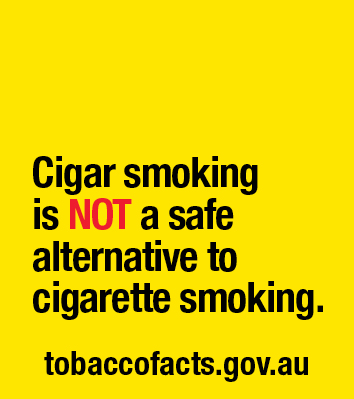 Cigar smoking
is NOT a safe
alternative to
cigarette smoking.
tobaccofacts.gov.au